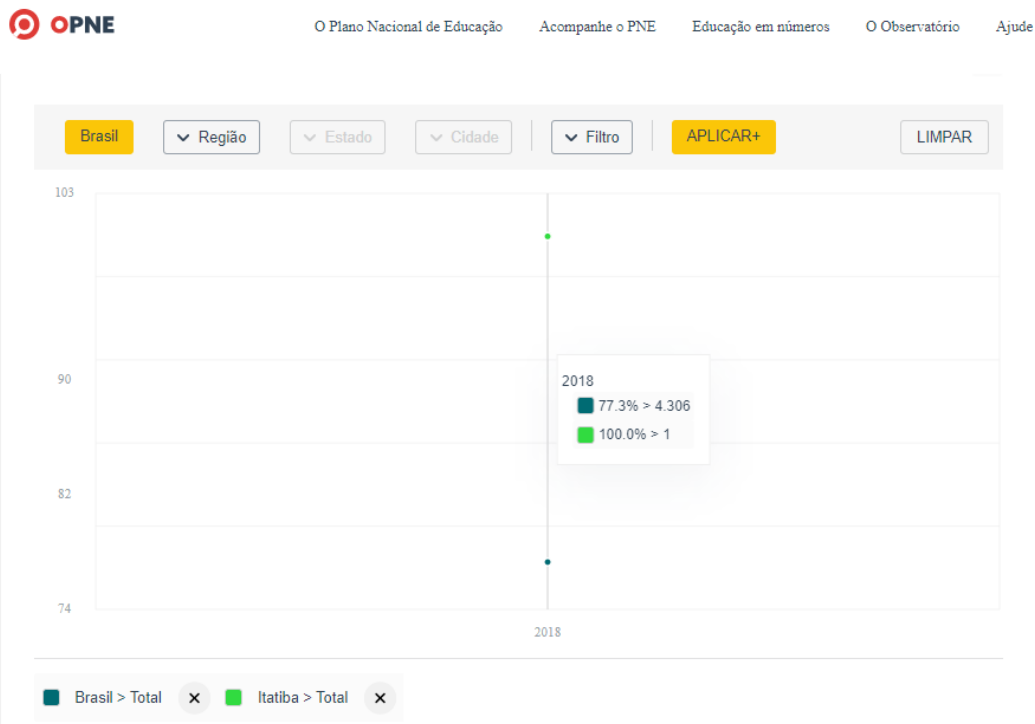 OPNE
O Plano Nacional de Educação Acompanhe o PNE Educação em números O Observatório Ajude
Brasil Região Estado Cidade Filtro APLICAR+ LIMPAR
103
90
82
74
2018
77.3% > 4.306
100.0% > 1
2018
Brasil > Total Itatiba > Total